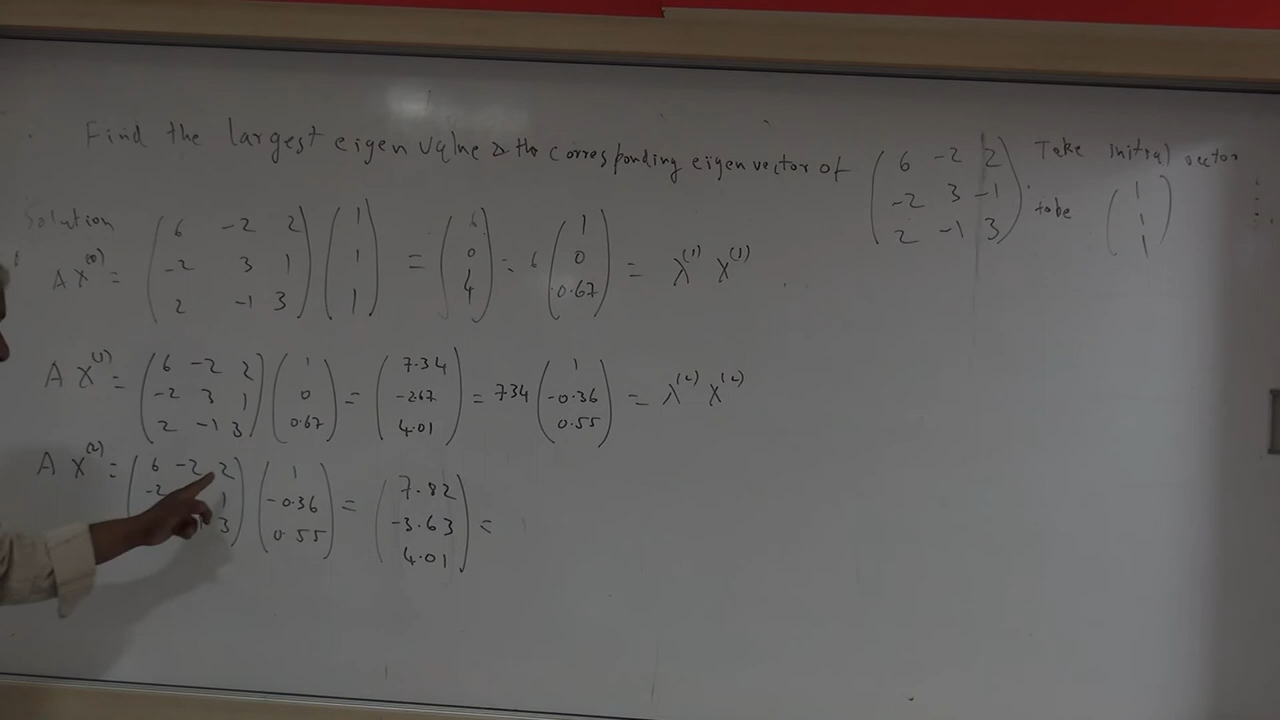 Find the largest eigen value & the corresponding eigen vector of (6 -2 2; -2 3 -1; 2 -1 3). Take initial vector to be (1; 1; 1)
Solution
A X^(0) = (6 -2 2; -2 3 1; 2 -1 3) (1; 1; 1) = (6; 0; 4) = 6 (1; 0; 0.67) = λ^(1) X^(1)
A X^(1) = (6 -2 2; -2 3 1; 2 -1 3) (1; 0; 0.67) = (7.34; -2.67; 4.01) = 734 (1; -0.36; 0.55) = λ^(2) X^(2)
A X^(2) = (6 -2 2; -2 1; 3) (1; -0.36; 0.55) = (7.82; -3.63; 4.01) =